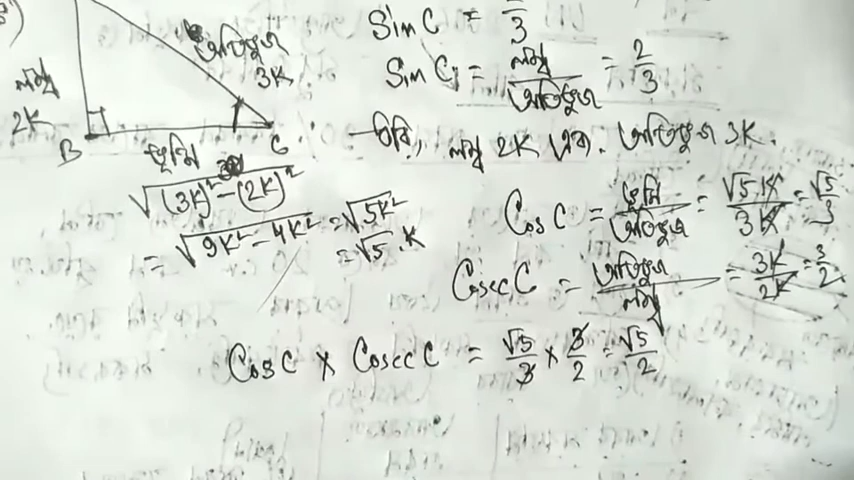 Sin C = 2/3
Sin C = লম্ব/অতিভুজ = 2/3
ধরি, লম্ব 2K এবং অতিভুজ 3K.
অতিভুজ
3K
লম্ব
2K
B
C
ভূমি
√(3K)² - (2K)²
= √9K² - 4K² = √5K²
= √5 . K
Cos C = ভূমি/অতিভুজ = √5.K/3K = √5/3
Cosec C = অতিভুজ/লম্ব = 3K/2K = 3/2
Cos C × Cosec C = √5/3 × 3/2 = √5/2